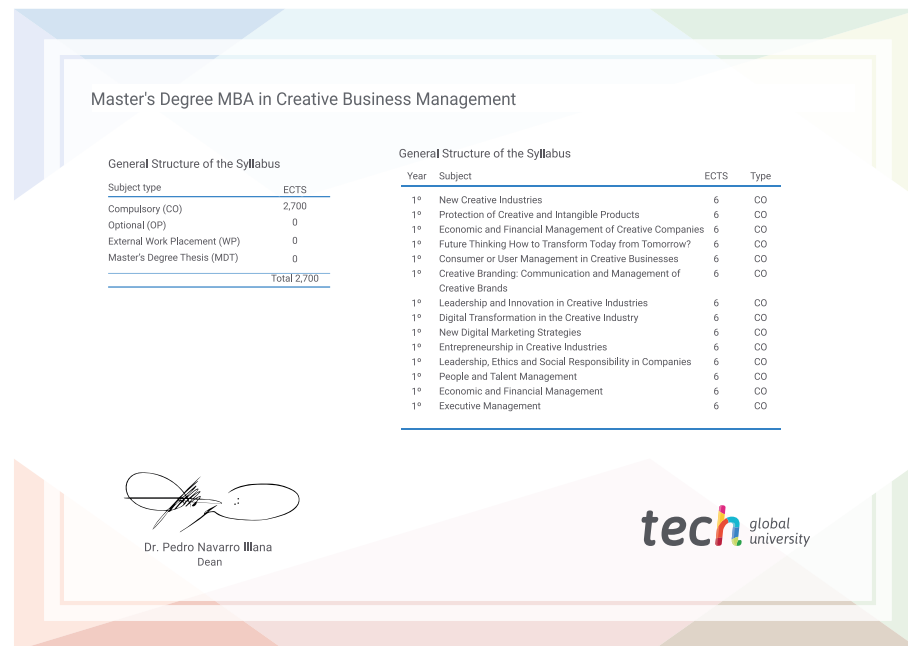 Master's Degree MBA in Creative Business Management
General Structure of the Syllabus
Subject type ECTS
Compulsory (CO) 2,700
Optional (OP) 0
External Work Placement (WP) 0
Master's Degree Thesis (MDT) 0
Total 2,700
General Structure of the Syllabus
Year Subject ECTS Type
1º New Creative Industries 6 CO
1º Protection of Creative and Intangible Products 6 CO
1º Economic and Financial Management of Creative Companies 6 CO
1º Future Thinking How to Transform Today from Tomorrow? 6 CO
1º Consumer or User Management in Creative Businesses 6 CO
1º Creative Branding: Communication and Management of 6 CO
Creative Brands
1º Leadership and Innovation in Creative Industries 6 CO
1º Digital Transformation in the Creative Industry 6 CO
1º New Digital Marketing Strategies 6 CO
1º Entrepreneurship in Creative Industries 6 CO
1º Leadership, Ethics and Social Responsibility in Companies 6 CO
1º People and Talent Management 6 CO
1º Economic and Financial Management 6 CO
1º Executive Management 6 CO
Dr. Pedro Navarro Illana
Dean
tech global
university